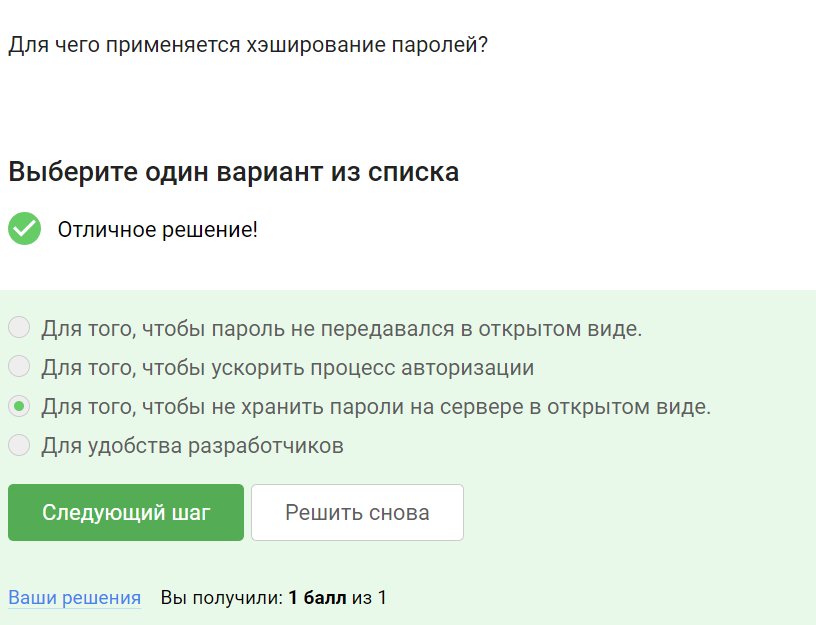 Для чего применяется хэширование паролей?
Выберите один вариант из списка
Отличное решение!
Для того, чтобы пароль не передавался в открытом виде.
Для того, чтобы ускорить процесс авторизации
Для того, чтобы не хранить пароли на сервере в открытом виде.
Для удобства разработчиков
Следующий шаг Решить снова
Ваши решения Вы получили: 1 балл из 1